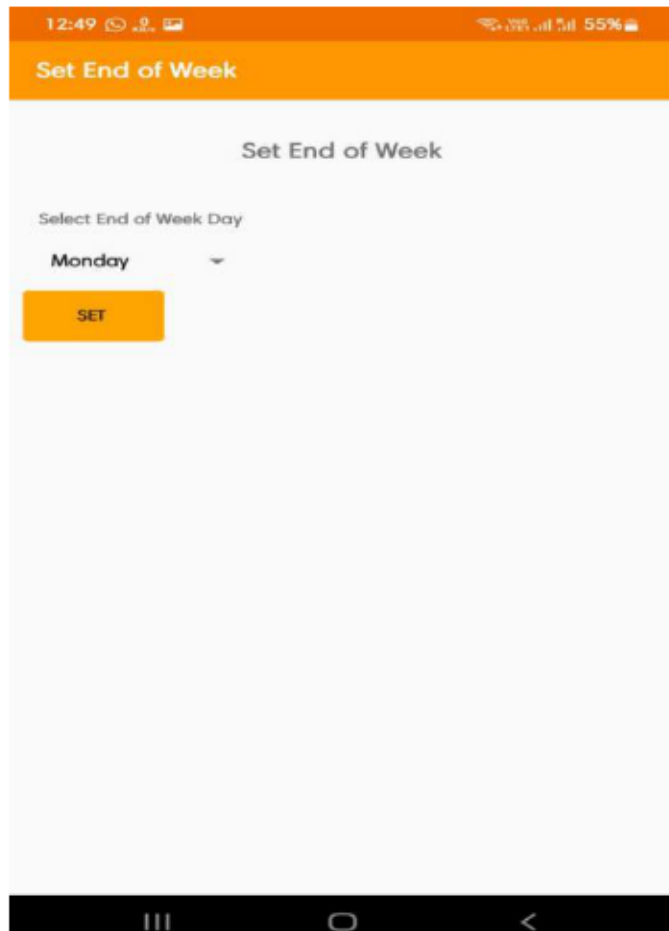 12:49 55%
Set End of Week
Set End of Week
Select End of Week Day
Monday
SET